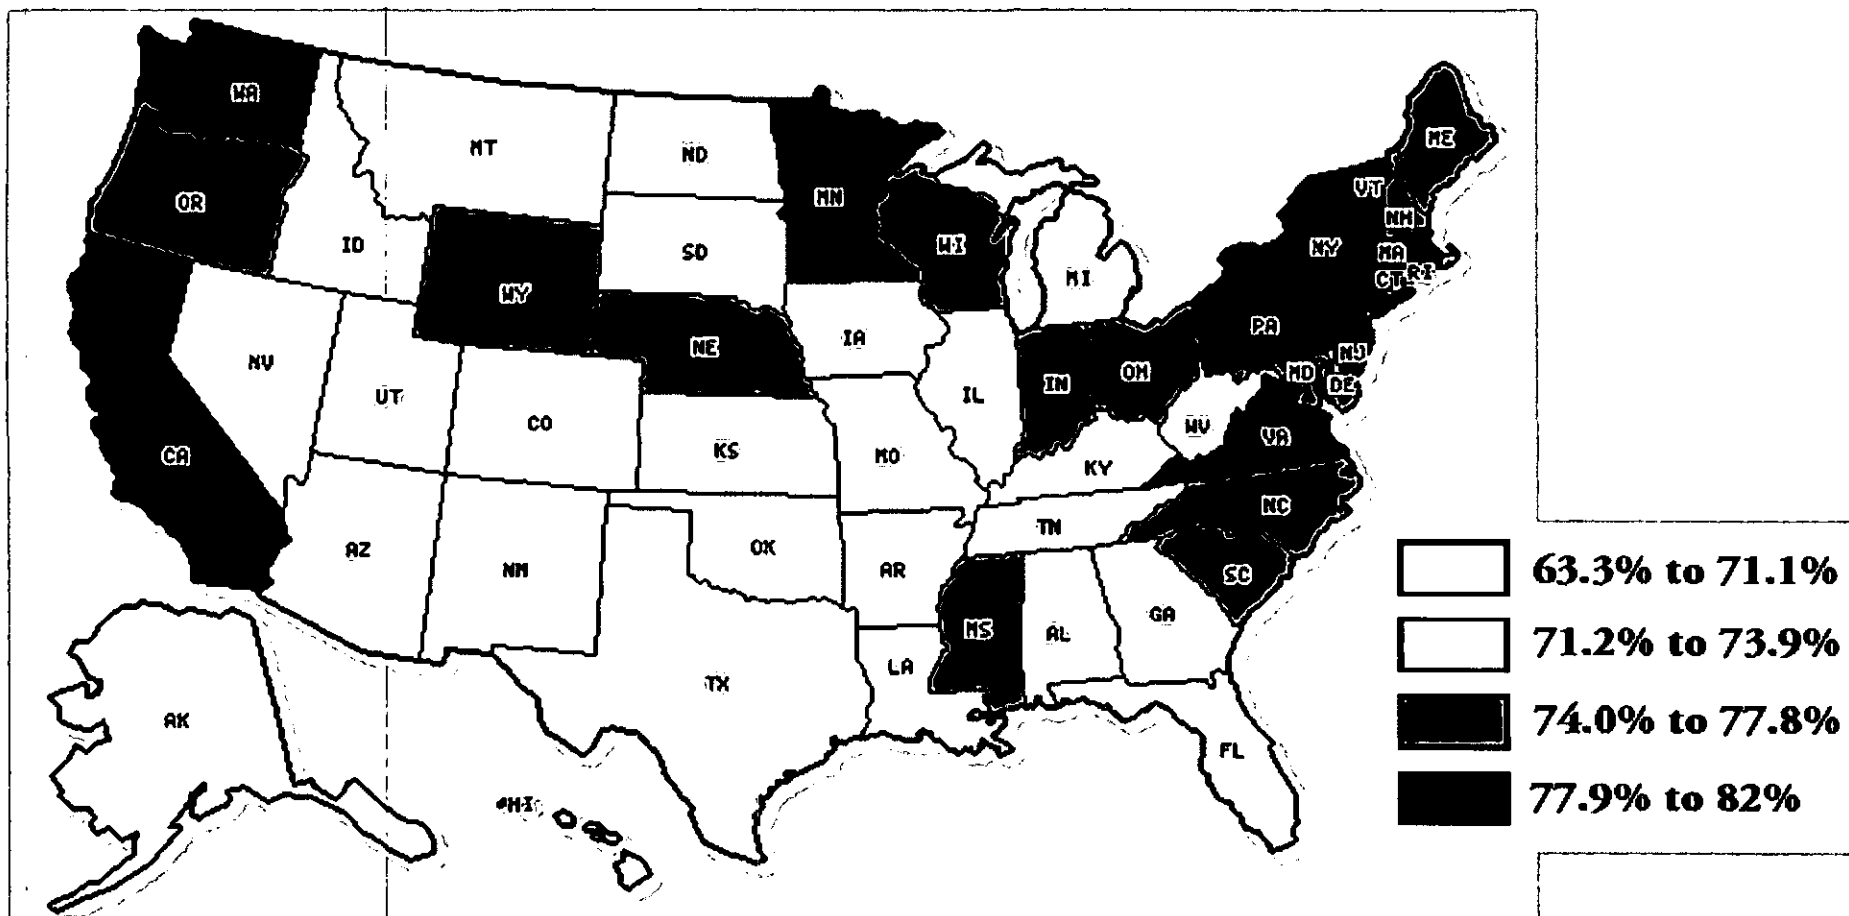 WA
MT
ND
MN
ME
OR
ID
SD
WI
MI
VT
NH
NY
MA
CT
RI
WY
NE
IA
PA
NJ
NV
UT
CO
IL
IN
OH
MD
DE
CA
KS
MO
KY
WV
VA
AZ
NM
OK
AR
TN
NC
SC
MS
AL
GA
LA
TX
AK
HI
FL
63.3% to 71.1%
71.2% to 73.9%
74.0% to 77.8%
77.9% to 82%